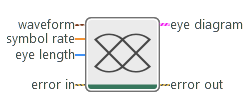 waveform
symbol rate
eye length
error in
eye diagram
error out